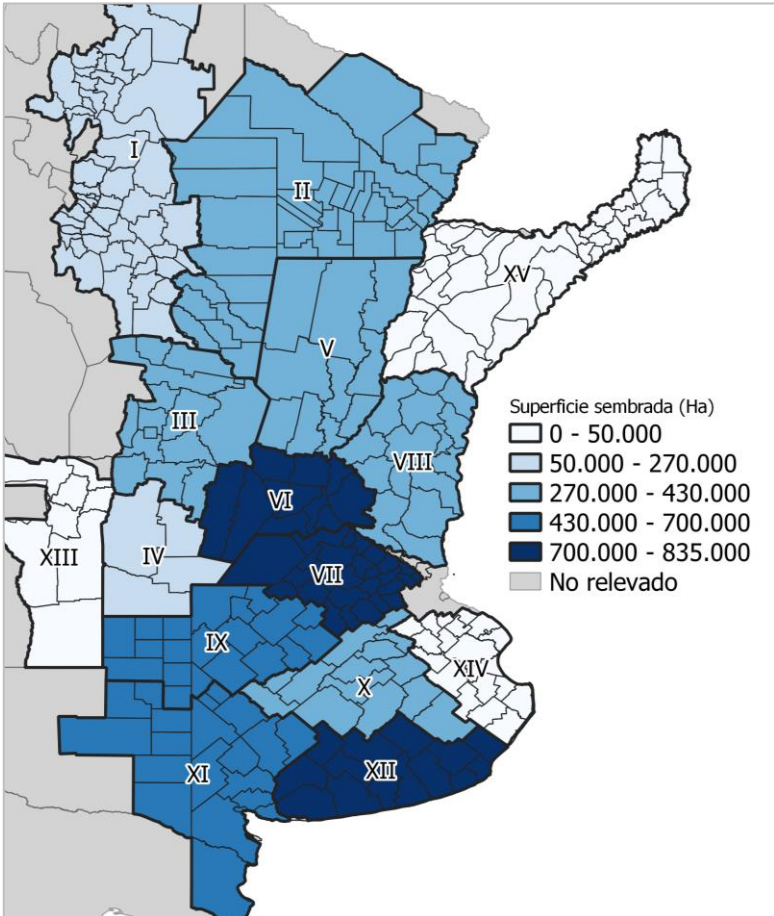 I
II
XV
V
III
VIII
Superficie sembrada (Ha)
0 - 50.000
50.000 - 270.000
270.000 - 430.000
430.000 - 700.000
700.000 - 835.000
No relevado
VI
XIII
IV
VII
IX
XIV
X
XI
XII